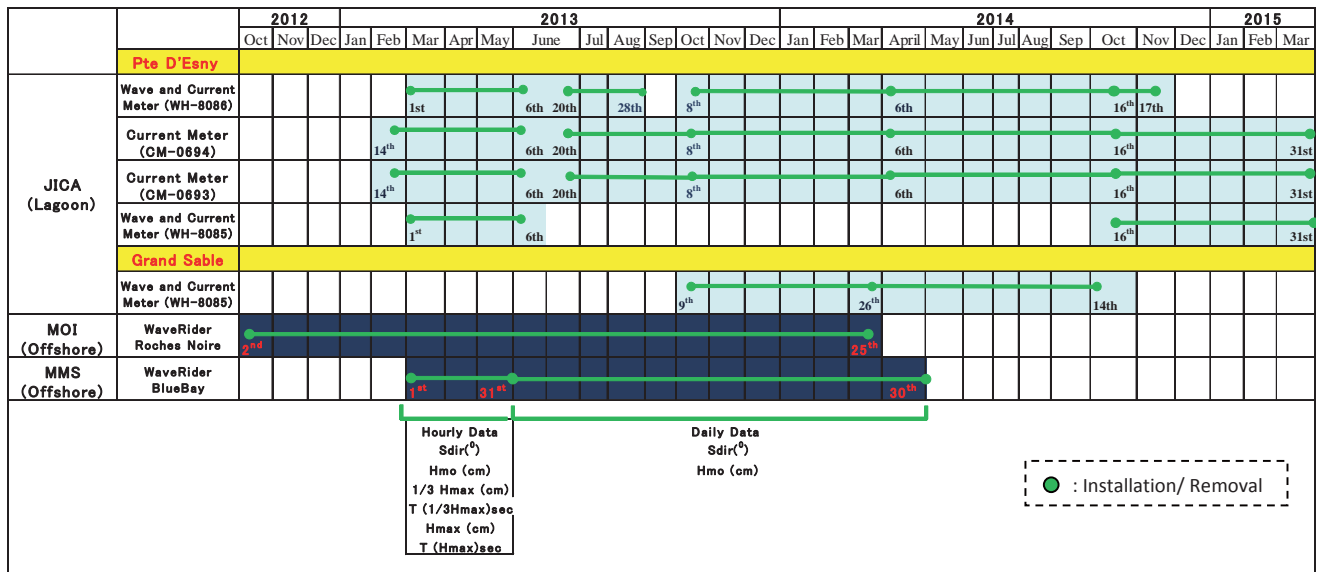 2012 2013 2014 2015
Oct Nov Dec Jan Feb Mar Apr May June Jul Aug Sep Oct Nov Dec Jan Feb Mar April May Jun Jul Aug Sep Oct Nov Dec Jan Feb Mar
Pte D'Esny
JICA
(Lagoon)
Wave and Current
Meter (WH-8086)
1st 6th 20th 28th 8th 6th 16th 17th
Current Meter
(CM-0694)
14th 6th 20th 8th 6th 16th 31st
Current Meter
(CM-0693)
14th 6th 20th 8th 6th 16th 31st
Wave and Current
Meter (WH-8085)
1st 6th 16th 31st
Grand Sable
Wave and Current
Meter (WH-8085)
9th 26th 14th
MOI
(Offshore)
WaveRider
Roches Noire
2nd 25th
MMS
(Offshore)
WaveRider
BlueBay
1st 31st 30th
Hourly Data
Sdir(⁰)
Hmo (cm)
1/3 Hmax (cm)
T (1/3Hmax)sec
Hmax (cm)
T (Hmax)sec
Daily Data
Sdir(⁰)
Hmo (cm)
: Installation/ Removal